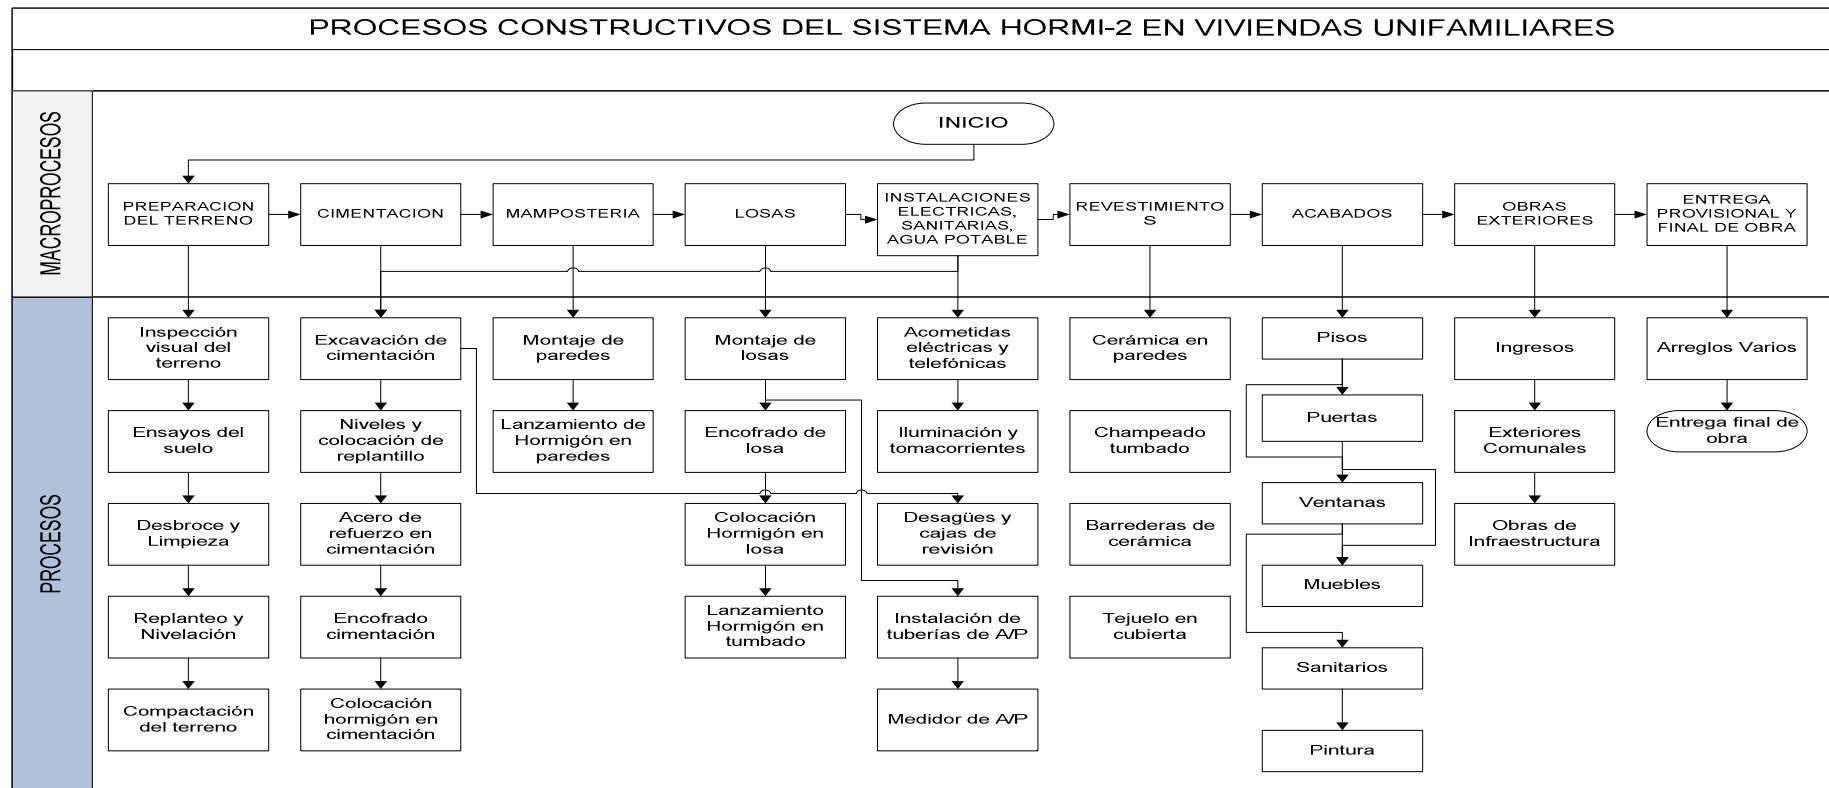 PROCESOS CONSTRUCTIVOS DEL SISTEMA HORMI-2 EN VIVIENDAS UNIFAMILIARES
MACROPROCESOS
INICIO
PREPARACION
DEL TERRENO
CIMENTACION
MAMPOSTERIA
LOSAS
INSTALACIONES
ELECTRICAS,
SANITARIAS,
AGUA POTABLE
REVESTIMIENTO
S
ACABADOS
OBRAS
EXTERIORES
ENTREGA
PROVISIONAL Y
FINAL DE OBRA
PROCESOS
Inspección
visual del
terreno
Ensayos del
suelo
Desbroce y
Limpieza
Replanteo y
Nivelación
Compactación
del terreno
Excavación de
cimentación
Niveles y
colocación de
replantillo
Acero de
refuerzo en
cimentación
Encofrado
cimentación
Colocación
hormigón en
cimentación
Montaje de
paredes
Lanzamiento de
Hormigón en
paredes
Montaje de
losas
Encofrado de
losa
Colocación
Hormigón en
losa
Lanzamiento
Hormigón en
tumbado
Acometidas
eléctricas y
telefónicas
Iluminación y
tomacorrientes
Desagües y
cajas de
revisión
Instalación de
tuberías de A/P
Medidor de A/P
Cerámica en
paredes
Champeado
tumbado
Barrederas de
cerámica
Tejuelo en
cubierta
Pisos
Puertas
Ventanas
Muebles
Sanitarios
Pintura
Ingresos
Exteriores
Comunales
Obras de
Infraestructura
Arreglos Varios
Entrega final de
obra